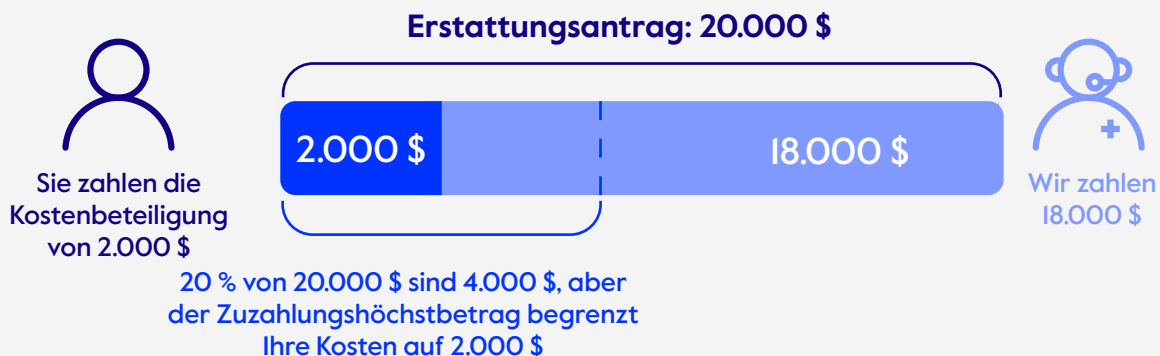 Erstattungsantrag: 20.000 $
2.000 $
18.000 $
Sie zahlen die
Kostenbeteiligung
von 2.000 $
Wir zahlen
18.000 $
20 % von 20.000 $ sind 4.000 $, aber
der Zuzahlungshöchstbetrag begrenzt
Ihre Kosten auf 2.000 $